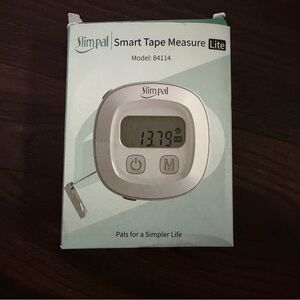 Slimpal Smart Tape Measure Lite
Model: 84114
Slimpal
13.79
M
Pals for a Simpler Life